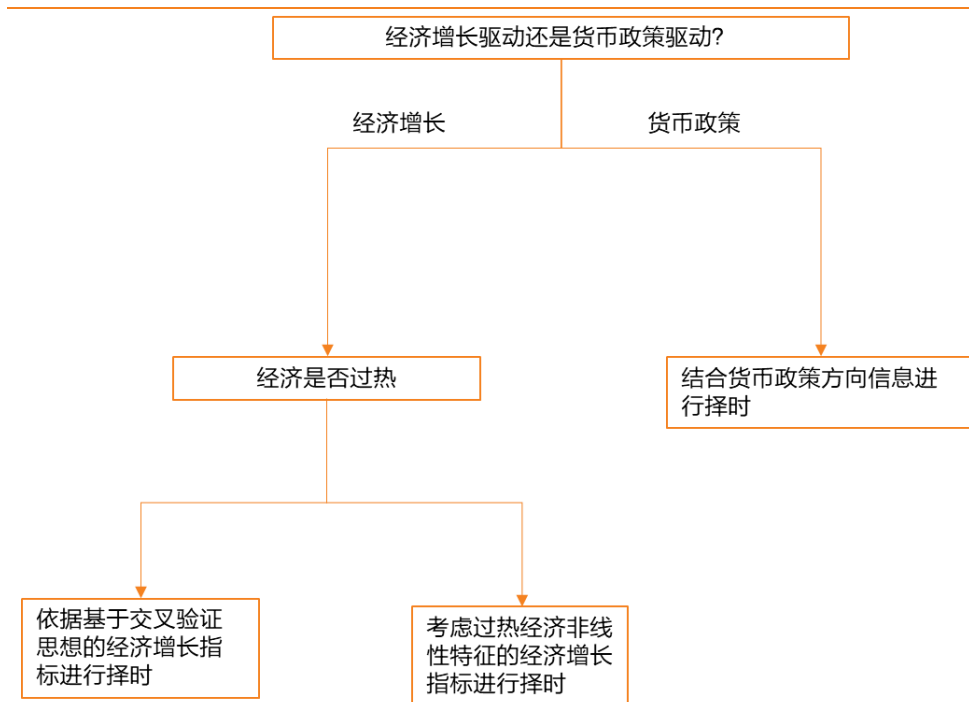 经济增长驱动还是货币政策驱动?
经济增长
货币政策
经济是否过热
结合货币政策方向信息进
行择时
依据基于交叉验证
思想的经济增长指
标进行择时
考虑过热经济非线
性特征的经济增长
指标进行择时